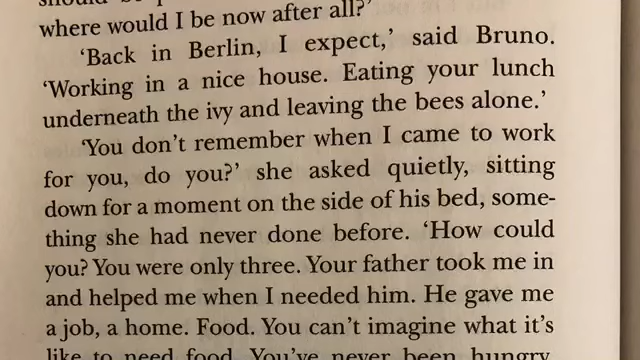 where would I be now after all?'
'Back in Berlin, I expect,' said Bruno.
'Working in a nice house. Eating your lunch
underneath the ivy and leaving the bees alone.'
'You don't remember when I came to work
for you, do you?' she asked quietly, sitting
down for a moment on the side of his bed, some-
thing she had never done before. 'How could
you? You were only three. Your father took me in
and helped me when I needed him. He gave me
a job, a home. Food. You can't imagine what it's
like to need food. You've never been hungry,